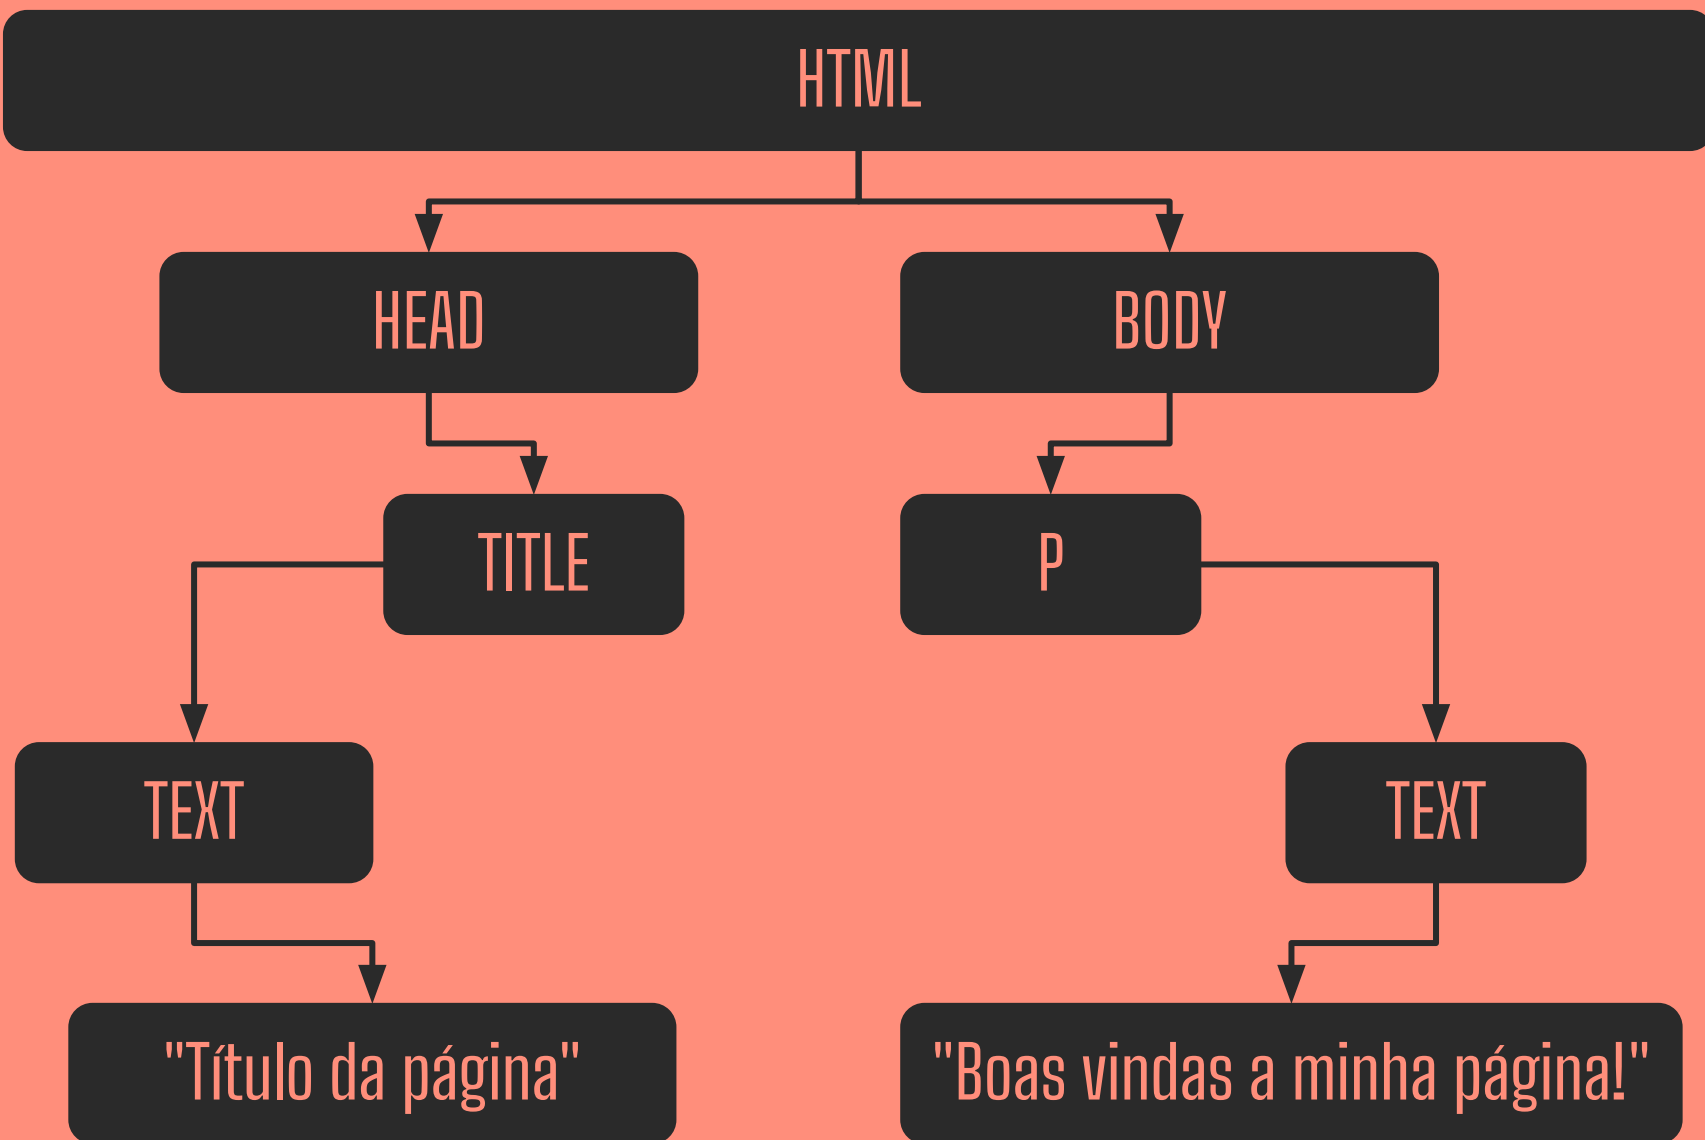 HTML
HEAD
BODY
TITLE
P
TEXT
TEXT
"Título da página"
"Boas vindas a minha página!"